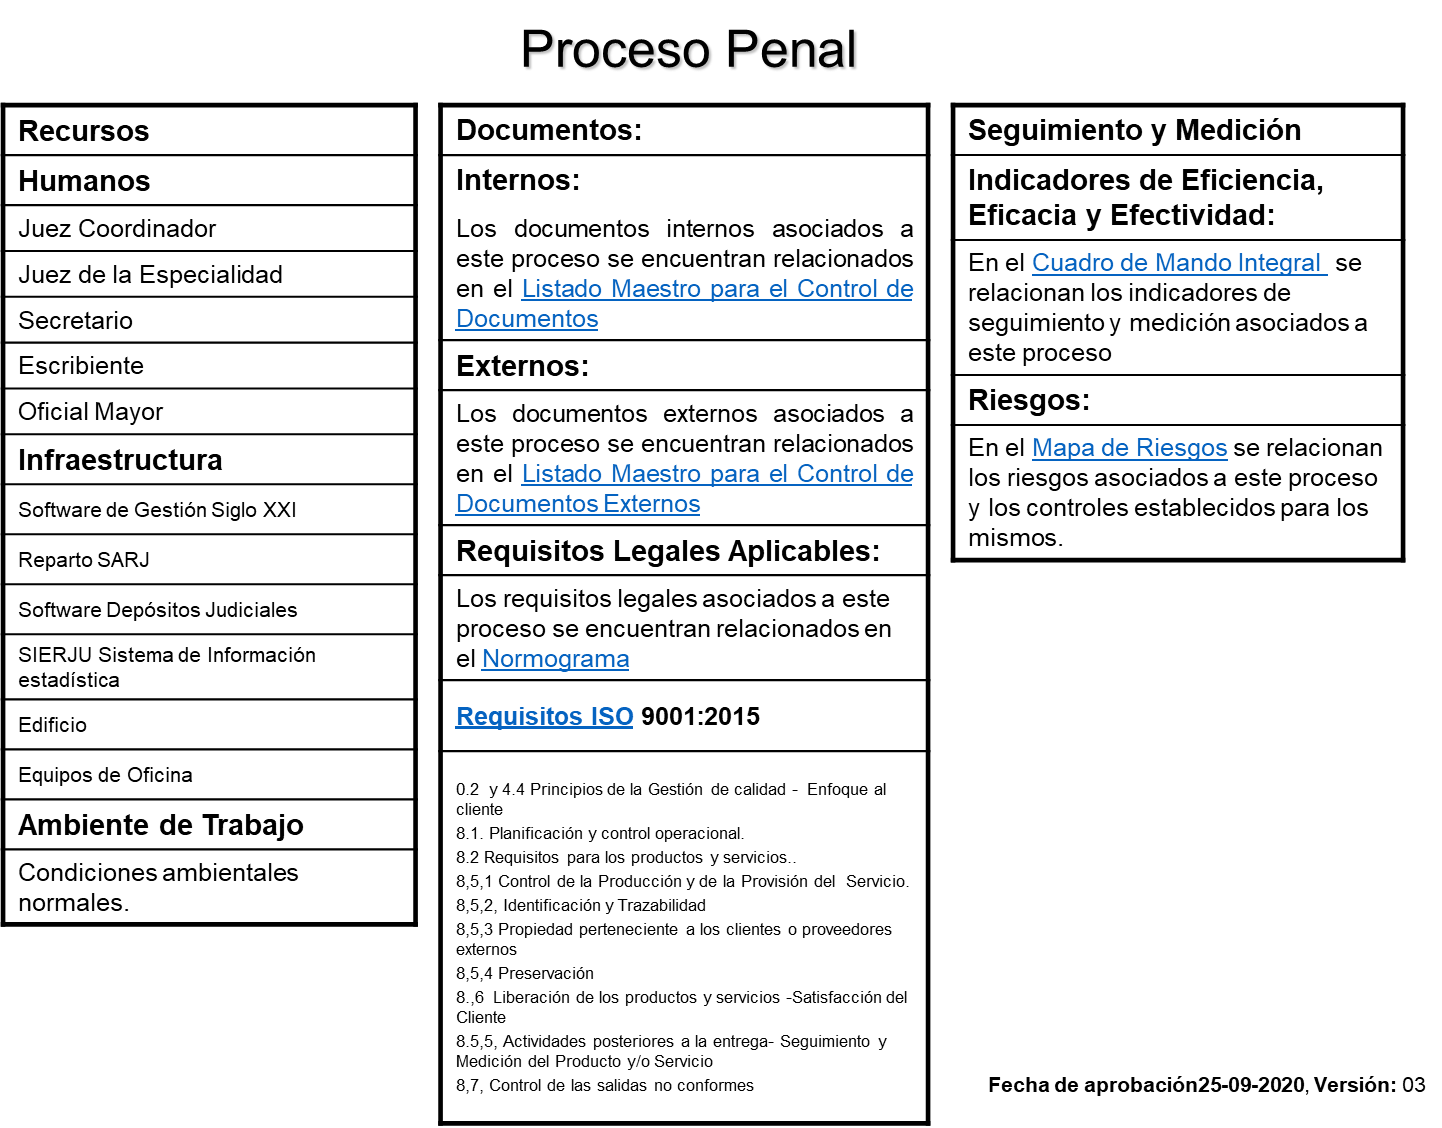 Proceso Penal
Recursos
Humanos
Juez Coordinador
Juez de la Especialidad
Secretario
Escribiente
Oficial Mayor
Infraestructura
Software de Gestión Siglo XXI
Reparto SARJ
Software Depósitos Judiciales
SIERJU Sistema de Información
estadística
Edificio
Equipos de Oficina
Ambiente de Trabajo
Condiciones ambientales
normales.
Documentos:
Internos:
Los documentos internos asociados a
este proceso se encuentran relacionados
en el Listado Maestro para el Control de
Documentos
Externos:
Los documentos externos asociados a
este proceso se encuentran relacionados
en el Listado Maestro para el Control de
Documentos Externos
Requisitos Legales Aplicables:
Los requisitos legales asociados a este
proceso se encuentran relacionados en
el Normograma
Requisitos ISO 9001:2015
0.2 y 4.4 Principios de la Gestión de calidad - Enfoque al
cliente
8.1. Planificación y control operacional.
8.2 Requisitos para los productos y servicios..
8,5,1 Control de la Producción y de la Provisión del Servicio.
8,5,2, Identificación y Trazabilidad
8,5,3 Propiedad perteneciente a los clientes o proveedores
externos
8,5,4 Preservación
8.,6 Liberación de los productos y servicios -Satisfacción del
Cliente
8.5,5, Actividades posteriores a la entrega- Seguimiento y
Medición del Producto y/o Servicio
8,7, Control de las salidas no conformes
Seguimiento y Medición
Indicadores de Eficiencia,
Eficacia y Efectividad:
En el Cuadro de Mando Integral se
relacionan los indicadores de
seguimiento y medición asociados a
este proceso
Riesgos:
En el Mapa de Riesgos se relacionan
los riesgos asociados a este proceso
y los controles establecidos para los
mismos.
Fecha de aprobación25-09-2020, Versión: 03